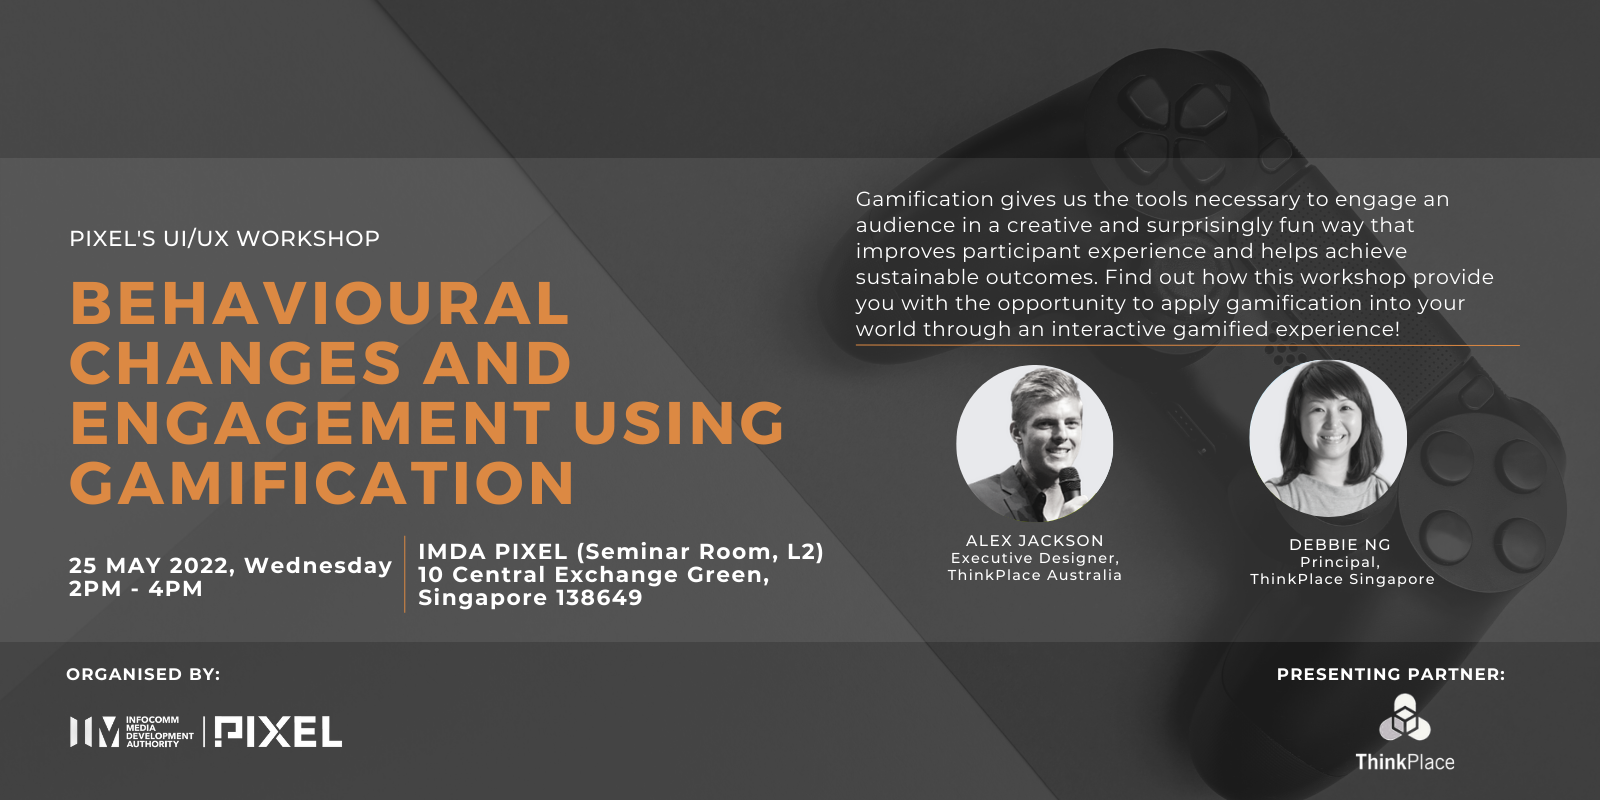 PIXEL'S UI/UX WORKSHOP
BEHAVIOURAL
CHANGES AND
ENGAGEMENT USING
GAMIFICATION
25 MAY 2022, Wednesday
2PM - 4PM
IMDA PIXEL (Seminar Room, L2)
10 Central Exchange Green,
Singapore 138649
Gamification gives us the tools necessary to engage an
audience in a creative and surprisingly fun way that
improves participant experience and helps achieve
sustainable outcomes. Find out how this workshop provide
you with the opportunity to apply gamification into your
world through an interactive gamified experience!
ALEX JACKSON
Executive Designer,
ThinkPlace Australia
DEBBIE NG
Principal,
ThinkPlace Singapore
ORGANISED BY:
IM
INFOCOMM
MEDIA
DEVELOPMENT
AUTHORITY
PIXEL
PRESENTING PARTNER:
ThinkPlace